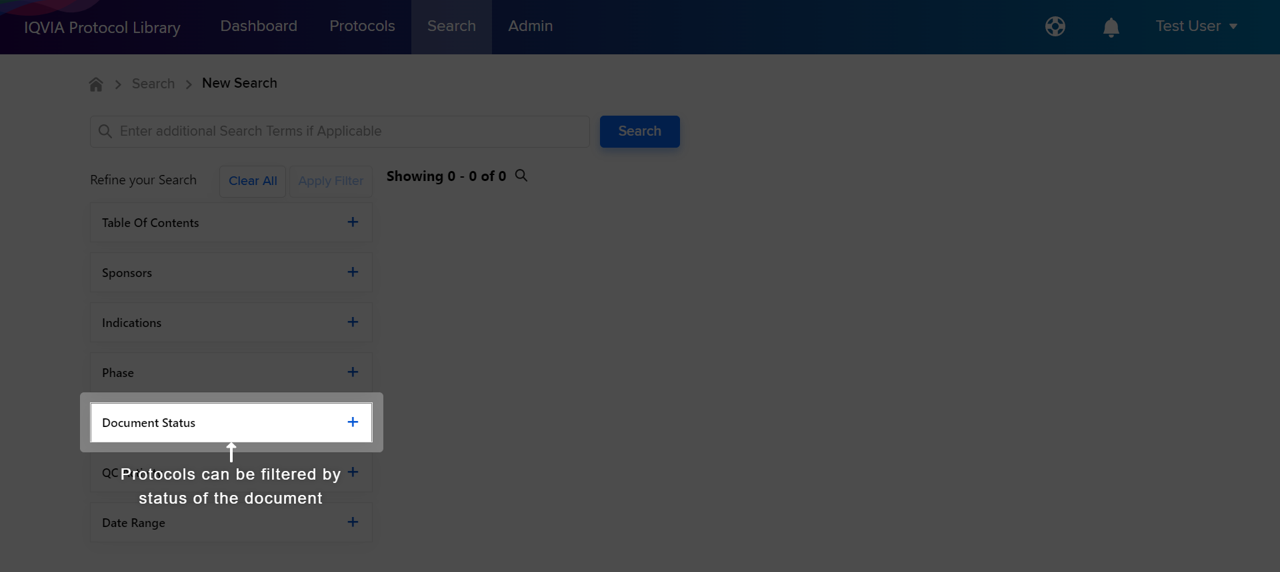 IQVIA Protocol Library
Dashboard
Protocols
Search
Admin
Test User
Search
New Search
Enter additional Search Terms if Applicable
Search
Refine your Search
Clear All
Apply Filter
Showing 0 - 0 of 0
Table Of Contents
Sponsors
Indications
Phase
Document Status
QC
Protocols can be filtered by
status of the document
Date Range